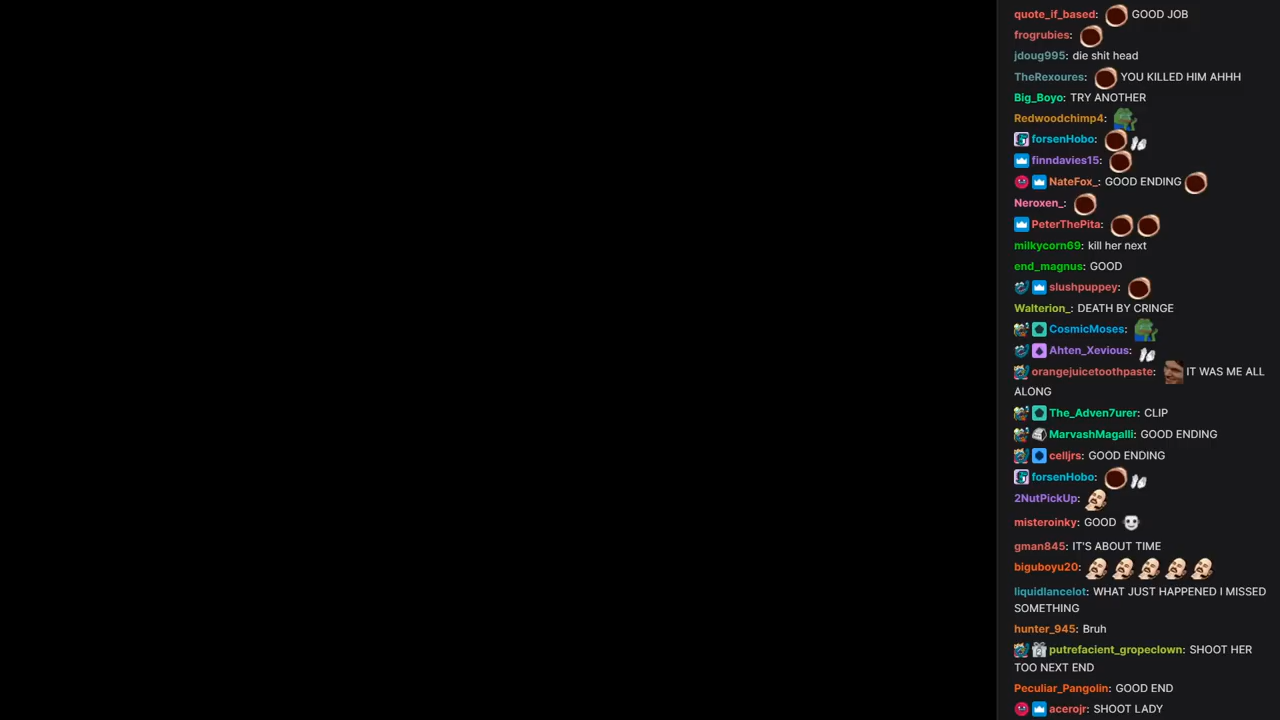 quote_if_based: GOOD JOB
frogrubies:
jdoug995: die shit head
TheRexoures: YOU KILLED HIM AHHH
Big_Boyo: TRY ANOTHER
Redwoodchimp4:
forsenHobo:
finndavies15:
NateFox_: GOOD ENDING
Neroxen_:
PeterThePita:
milkycorn69: kill her next
end_magnus: GOOD
slushpuppey:
Walterion_: DEATH BY CRINGE
CosmicMoses:
Ahten_Xevious:
orangejuicetoothpaste: IT WAS ME ALL
ALONG
The_Adven7urer: CLIP
MarvashMagalli: GOOD ENDING
celljrs: GOOD ENDING
forsenHobo:
2NutPickUp:
misteroinky: GOOD
gman845: IT'S ABOUT TIME
biguboyu20:
liquidlancelot: WHAT JUST HAPPENED I MISSED
SOMETHING
hunter_945: Bruh
putrefacient_gropeclown: SHOOT HER
TOO NEXT END
Peculiar_Pangolin: GOOD END
acerojr: SHOOT LADY